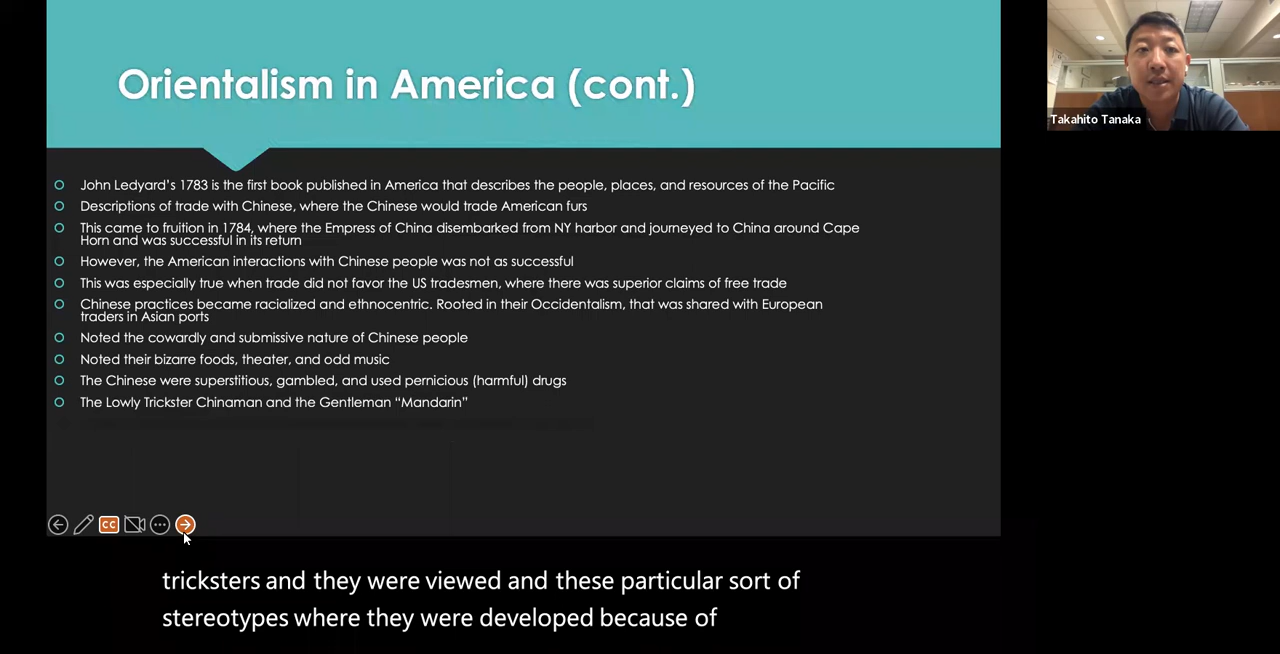 Orientalism in America (cont.)
Takahito Tanaka
John Ledyard's 1783 is the first book published in America that describes the people, places, and resources of the Pacific
Descriptions of trade with Chinese, where the Chinese would trade American furs
This came to fruition in 1784, where the Empress of China disembarked from NY harbor and journeyed to China around Cape
Horn and was successful in its return
However, the American interactions with Chinese people was not as successful
This was especially true when trade did not favor the US tradesmen, where there was superior claims of free trade
Chinese practices became racialized and ethnocentric. Rooted in their Occidentalism, that was shared with European
traders in Asian ports
Noted the cowardly and submissive nature of Chinese people
Noted their bizarre foods, theater, and odd music
The Chinese were superstitious, gambled, and used pernicious (harmful) drugs
The Lowly Trickster Chinaman and the Gentleman “Mandarin”
CC
tricksters and they were viewed and these particular sort of
stereotypes where they were developed because of